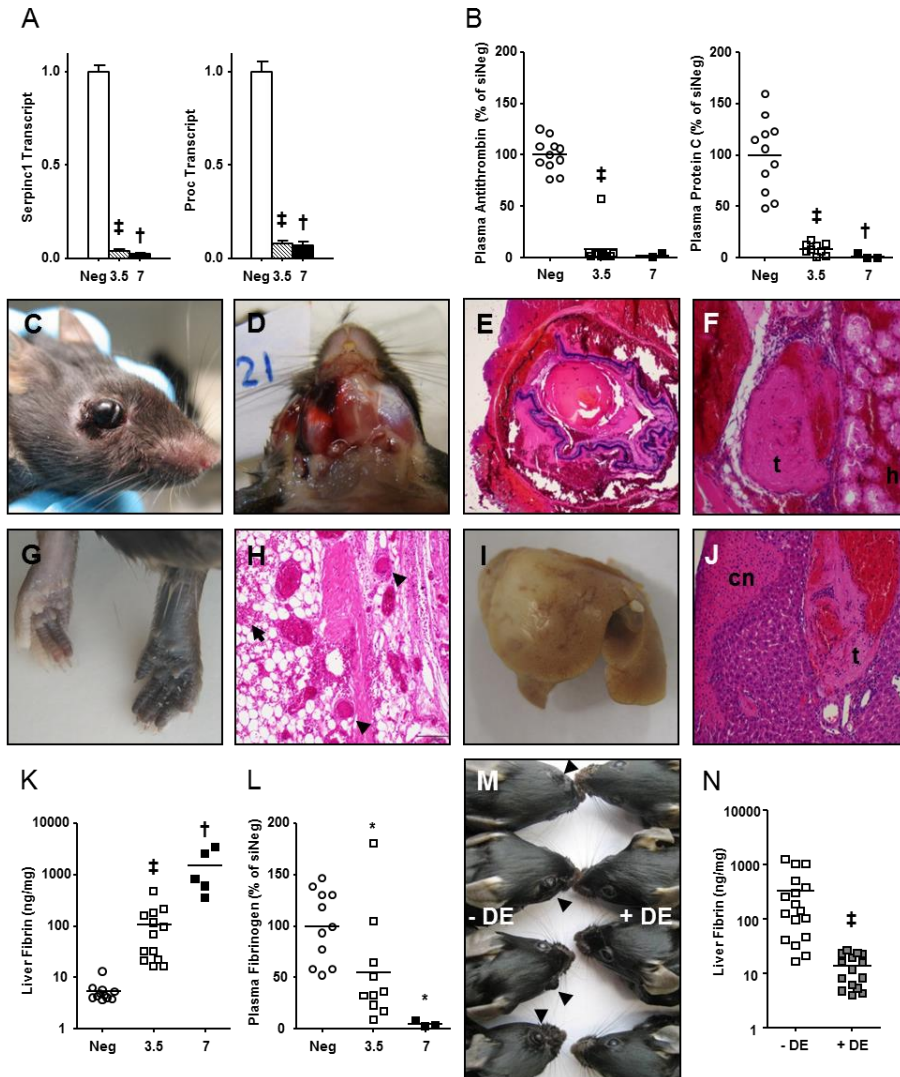 A
Serpinc1 Transcript
1.0
0.5
0.0
‡
†
Neg 3.5 7
Proc Transcript
1.0
0.5
0.0
‡
†
Neg 3.5 7
B
Plasma Antithrombin (% of siNeg)
200
150
100
50
0
‡
Neg 3.5 7
Plasma Protein C (% of siNeg)
200
150
100
50
0
‡
†
Neg 3.5 7
C
D
21
E
F
t
h
G
H
I
J
cn
t
K
Liver Fibrin (ng/mg)
10000
1000
100
10
1
‡
†
Neg 3.5 7
L
Plasma Fibrinogen (% of siNeg)
200
150
100
50
0
*
*
Neg 3.5 7
M
- DE + DE
N
Liver Fibrin (ng/mg)
10000
1000
100
10
1
‡
- DE + DE